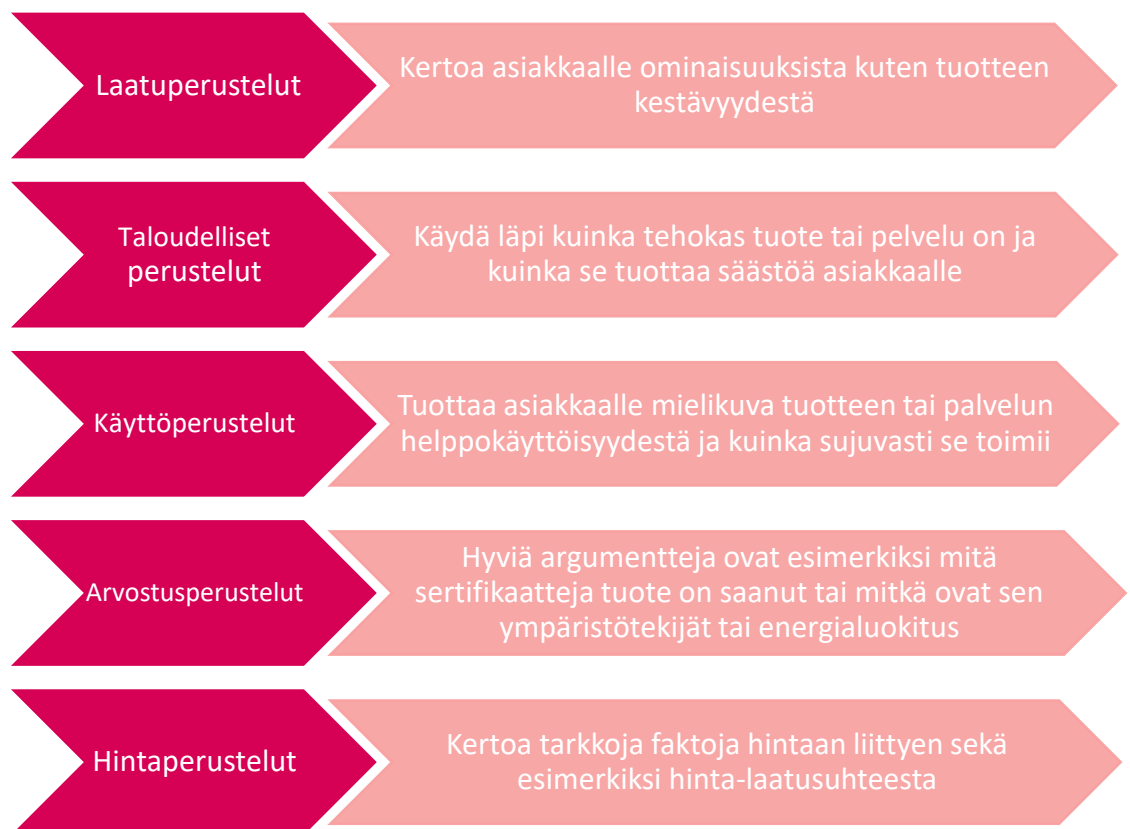 Laatuperustelut
Kertoa asiakkaalle ominaisuuksista kuten tuotteen
kestävyydestä
Taloudelliset
perustelut
Käydä läpi kuinka tehokas tuote tai pelvelu on ja
kuinka se tuottaa säästöä asiakkaalle
Käyttöperustelut
Tuottaa asiakkaalle mielikuva tuotteen tai palvelun
helppokäyttöisyydestä ja kuinka sujuvasti se toimii
Arvostusperustelut
Hyviä argumentteja ovat esimerkiksi mitä
sertifikaatteja tuote on saanut tai mitkä ovat sen
ympäristötekijät tai energialuokitus
Hintaperustelut
Kertoa tarkkoja faktoja hintaan liittyen sekä
esimerkiksi hinta-laatusuhteesta